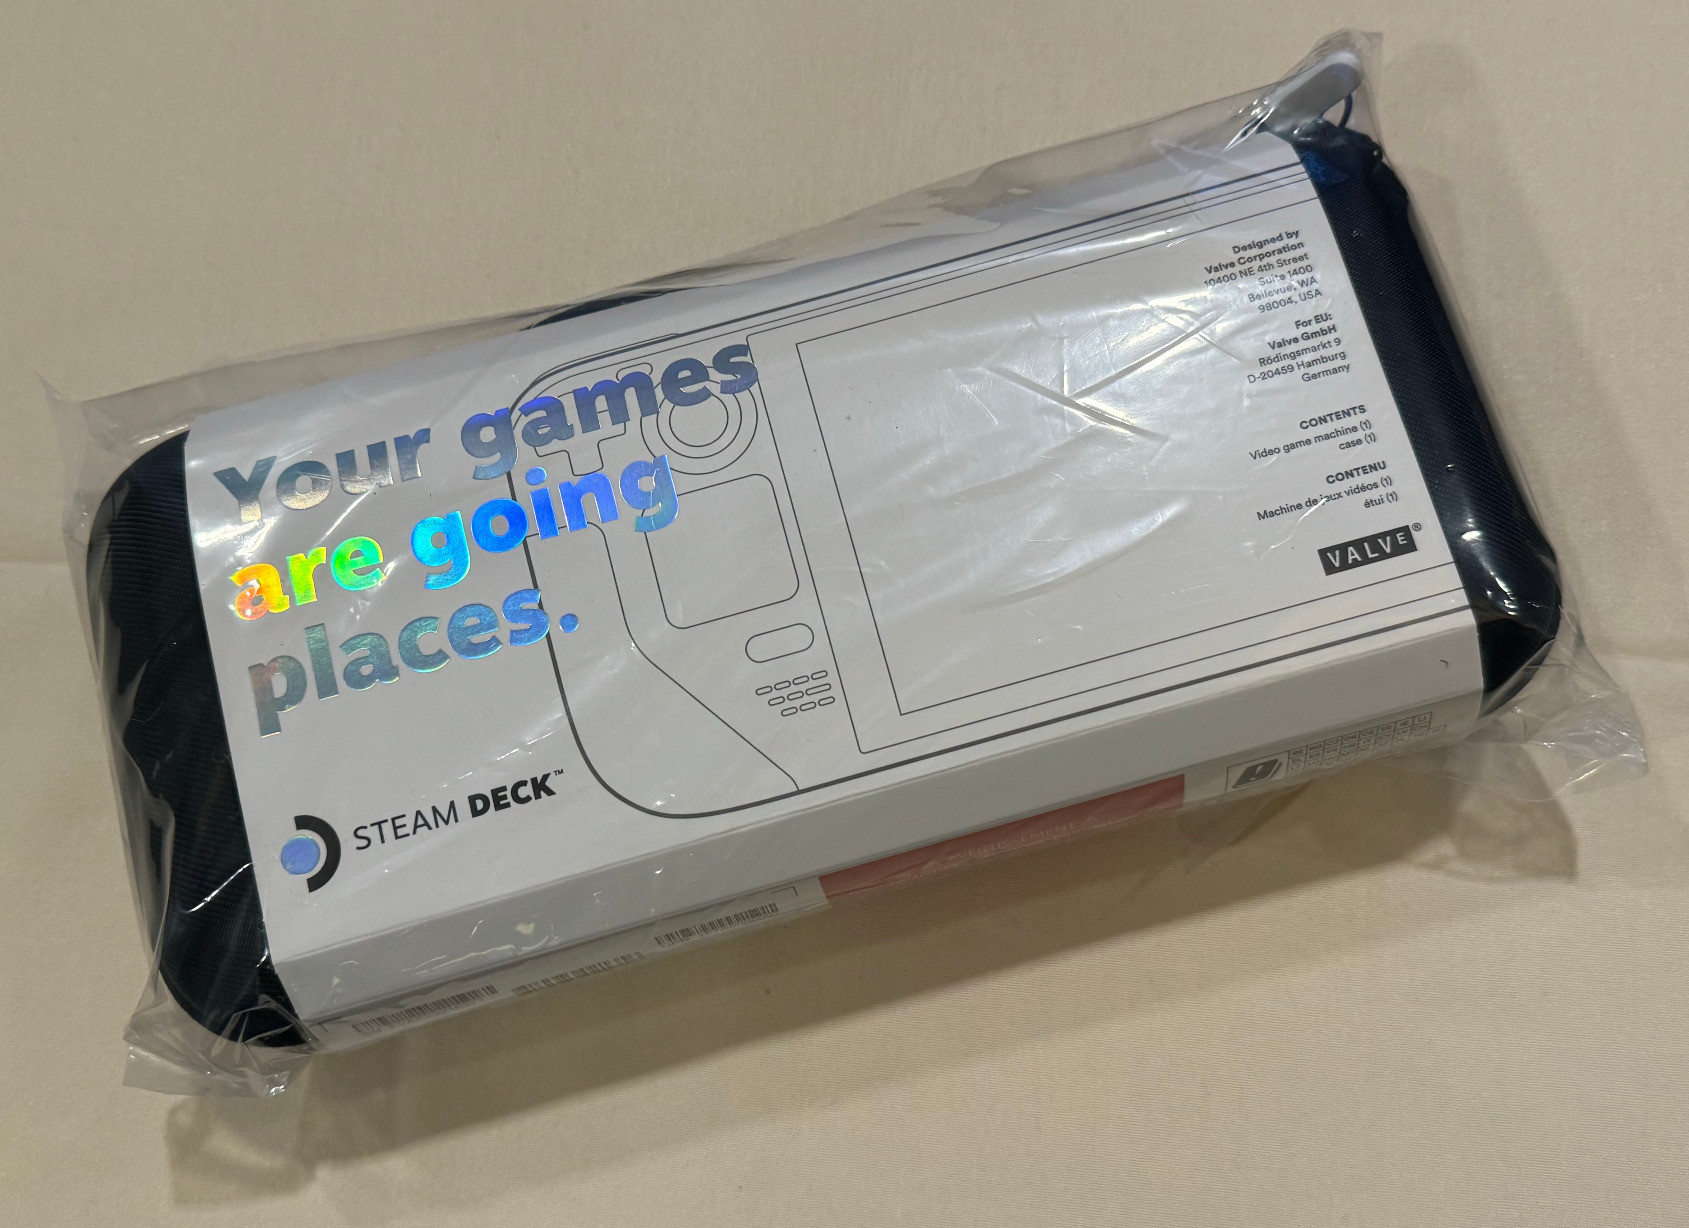 Your games
are going
places.
STEAM DECK™
Designed by
Valve Corporation
10400 NE 4th Street
Suite 1400
Bellevue, WA
98004, USA
For EU:
Valve GmbH
Rödingsmarkt 9
D-20459 Hamburg
Germany
CONTENTS
Video game machine (1)
case (1)
CONTENU
Machine de jeux vidéos (1)
étui (1)
VALVE®
AVERTISSEMENT